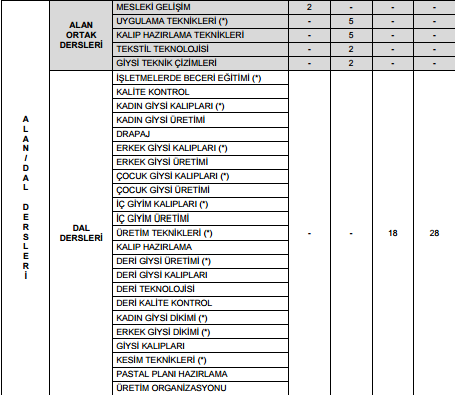 ALAN/DAL DERSLERİ
ALAN ORTAK DERSLERİ
MESLEKİ GELİŞİM 2 - - -
UYGULAMA TEKNİKLERİ (*) - 5 - -
KALIP HAZIRLAMA TEKNİKLERİ - 5 - -
TEKSTİL TEKNOLOJİSİ - 2 - -
GİYSİ TEKNİK ÇİZİMLERİ - 2 - -
DAL DERSLERİ
İŞLETMELERDE BECERİ EĞİTİMİ (*)
KALİTE KONTROL
KADIN GİYSİ KALIPLARI (*)
KADIN GİYSİ ÜRETİMİ
DRAPAJ
ERKEK GİYSİ KALIPLARI (*)
ERKEK GİYSİ ÜRETİMİ
ÇOCUK GİYSİ KALIPLARI (*)
ÇOCUK GİYSİ ÜRETİMİ
İÇ GİYİM KALIPLARI (*)
İÇ GİYİM ÜRETİMİ
ÜRETİM TEKNİKLERİ (*) - - 18 28
KALIP HAZIRLAMA
DERİ GİYSİ ÜRETİMİ (*)
DERİ GİYSİ KALIPLARI
DERİ TEKNOLOJİSİ
DERİ KALİTE KONTROL
KADIN GİYSİ DİKİMİ (*)
ERKEK GİYSİ DİKİMİ (*)
GİYSİ KALIPLARI
KESİM TEKNİKLERİ (*)
PASTAL PLANI HAZIRLAMA
ÜRETİM ORGANİZASYONU